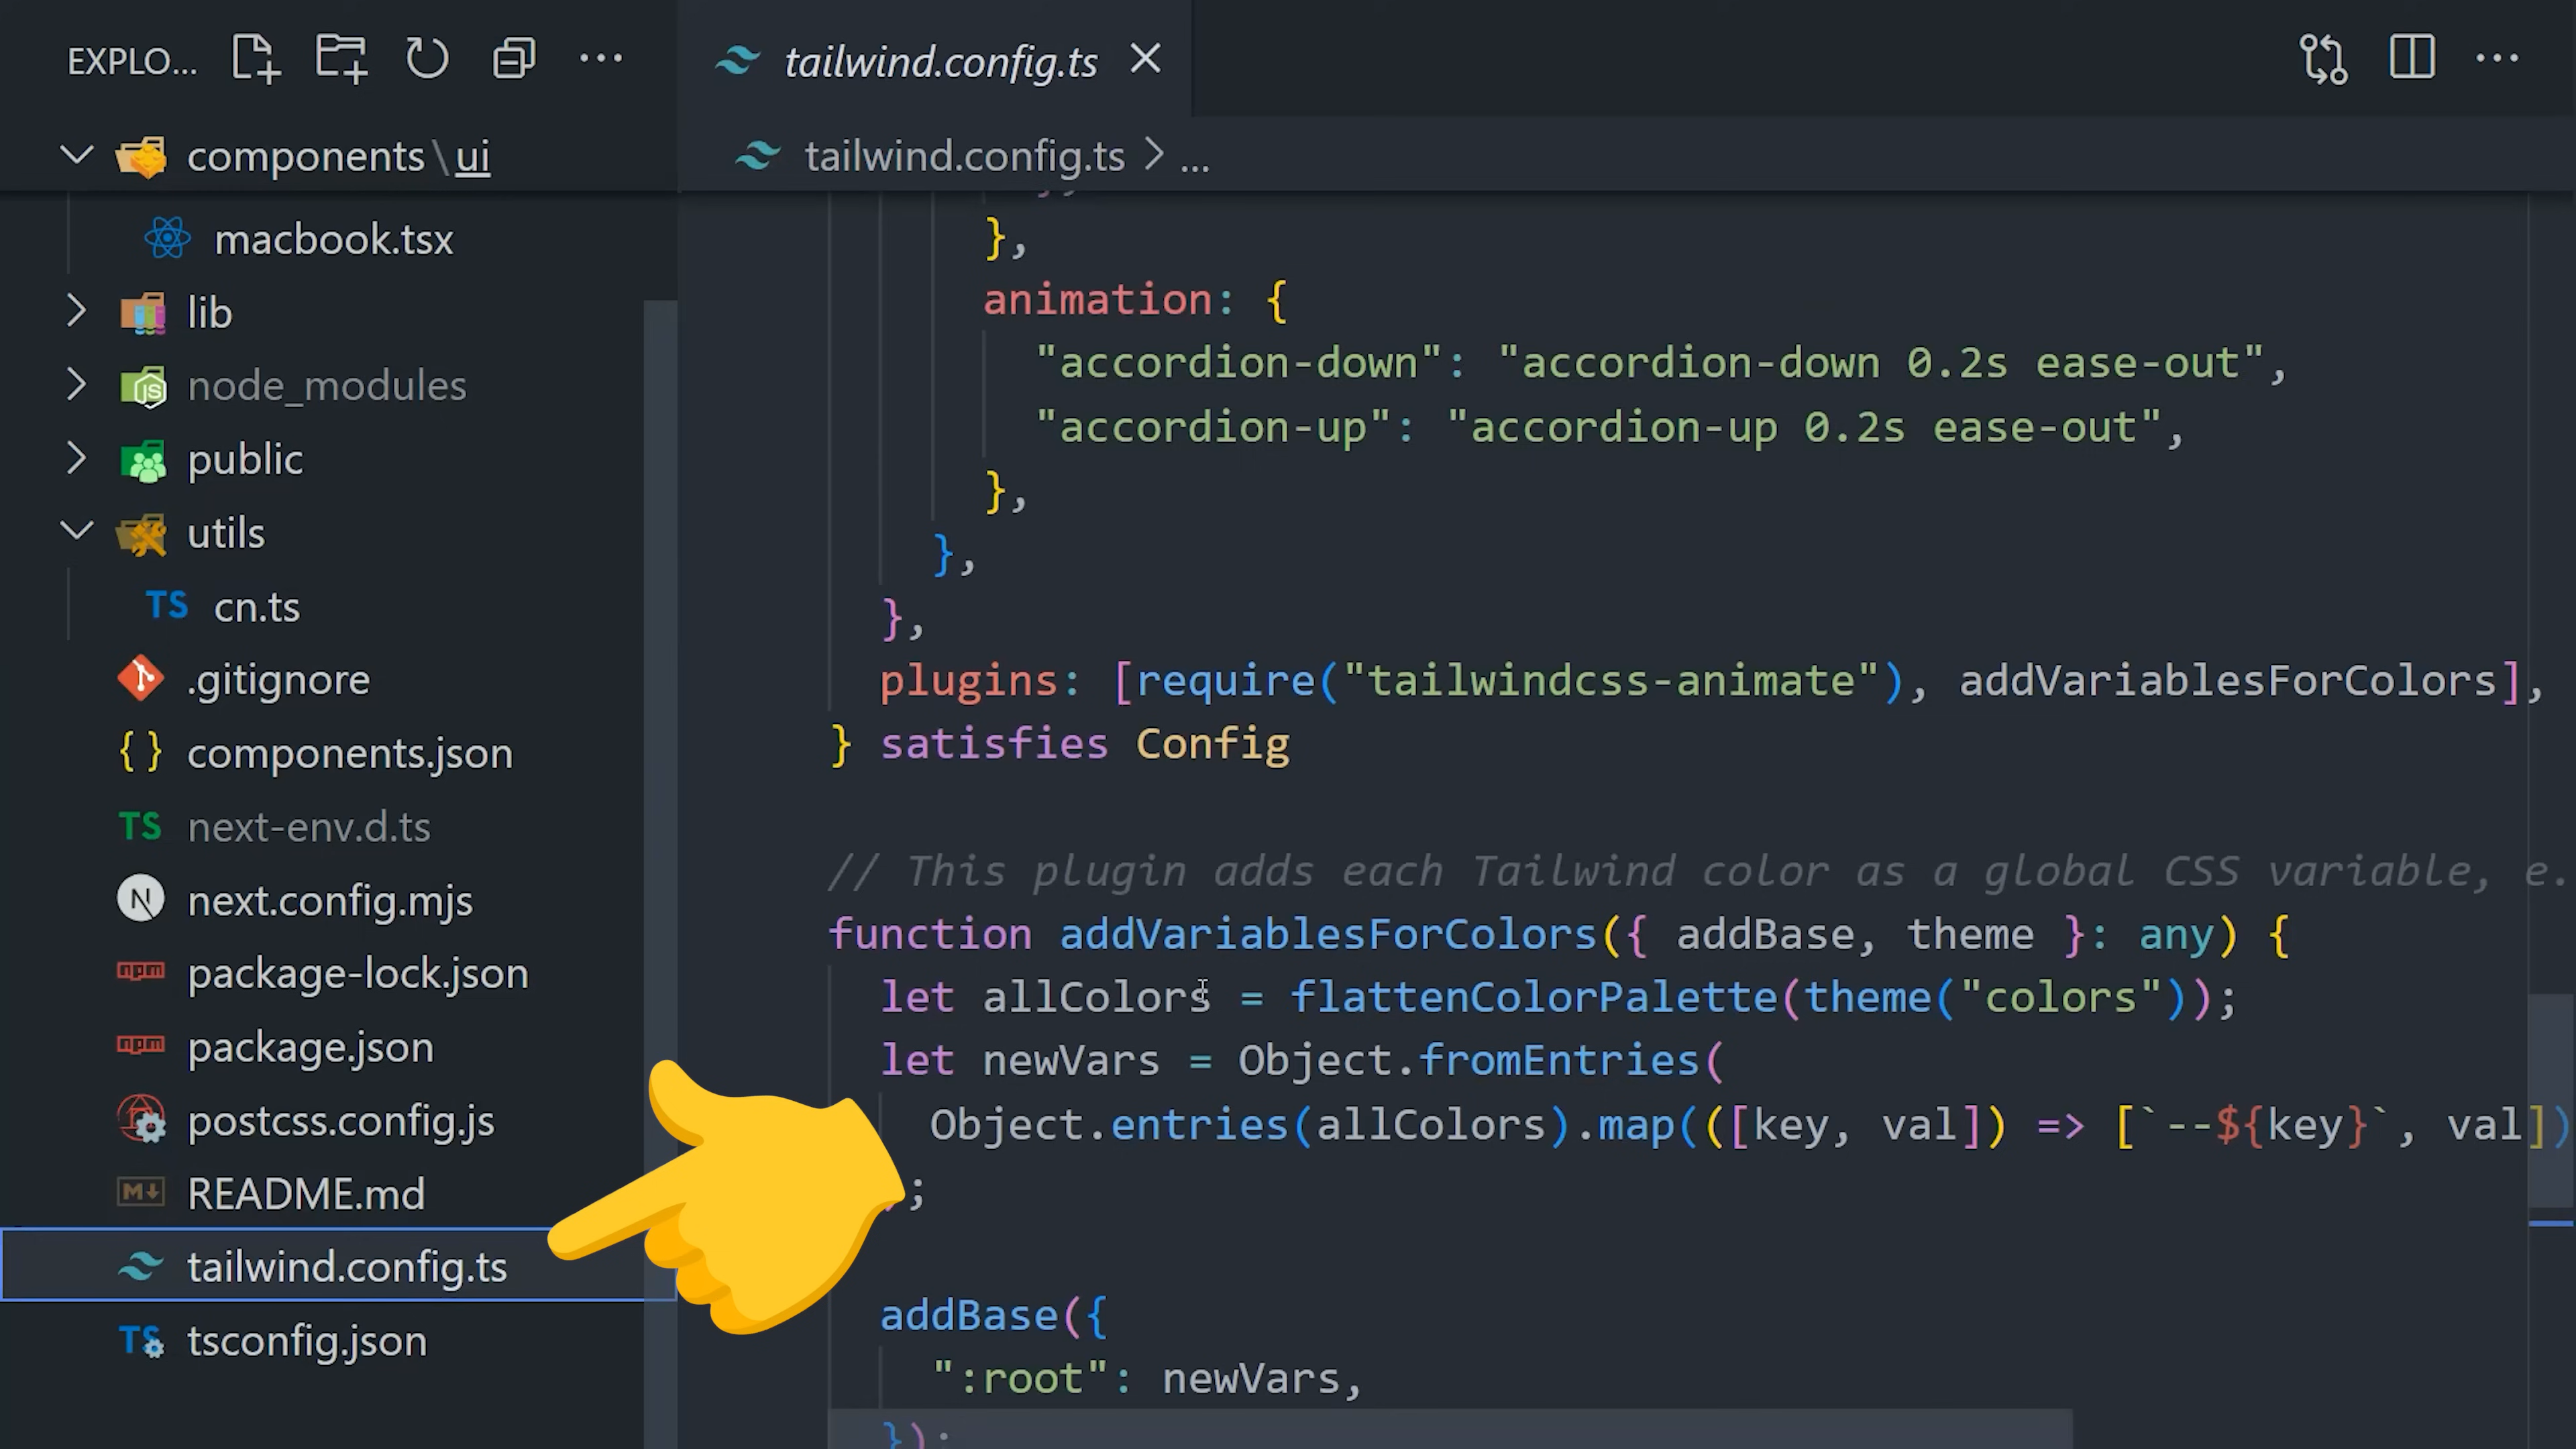 EXPLO...
components\ui
macbook.tsx
lib
node_modules
public
utils
TS cn.ts
.gitignore
{ } components.json
TS next-env.d.ts
N next.config.mjs
npm package-lock.json
npm package.json
postcss.config.js
M README.md
tailwind.config.ts
TS tsconfig.json
tailwind.config.ts
tailwind.config.ts > ...
},
animation: {
"accordion-down": "accordion-down 0.2s ease-out",
"accordion-up": "accordion-up 0.2s ease-out",
},
},
},
plugins: [require("tailwindcss-animate"), addVariablesForColors],
} satisfies Config
// This plugin adds each Tailwind color as a global CSS variable, e.
function addVariablesForColors({ addBase, theme }: any) {
let allColors = flattenColorPalette(theme("colors"));
let newVars = Object.fromEntries(
Object.entries(allColors).map(([key, val]) => [`--${key}`, val])
;
addBase({
":root": newVars,
});